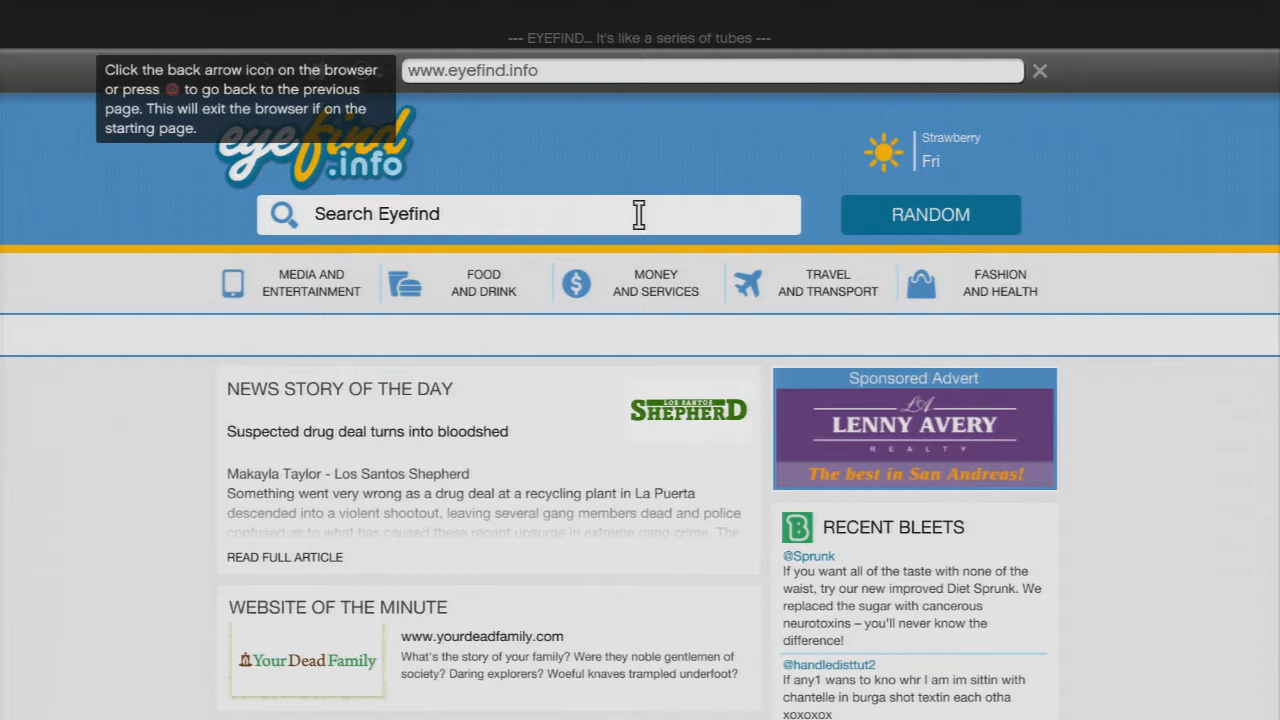 --- EYEFIND... It's like a series of tubes ---
Click the back arrow icon on the browser
or press to go back to the previous
page. This will exit the browser if on the
starting page.
www.eyefind.info
eyefind
.info
Strawberry
Fri
Search Eyefind
RANDOM
MEDIA AND
ENTERTAINMENT
FOOD
AND DRINK
MONEY
AND SERVICES
TRAVEL
AND TRANSPORT
FASHION
AND HEALTH
NEWS STORY OF THE DAY
LOS SANTOS
SHEPHERD
Suspected drug deal turns into bloodshed
Makayla Taylor - Los Santos Shepherd
Something went very wrong as a drug deal at a recycling plant in La Puerta
descended into a violent shootout, leaving several gang members dead and police
confused as to what has caused these regant upsurge in extreme gang crime. The
READ FULL ARTICLE
WEBSITE OF THE MINUTE
YourDeadFamily
www.yourdeadfamily.com
What's the story of your family? Were they noble gentlemen of
society? Daring explorers? Woeful knaves trampled underfoot?
Sponsored Advert
LA
LENNY AVERY
REALTY
The best in San Andreas!
RECENT BLEETS
@Sprunk
If you want all of the taste with none of the
waist, try our new improved Diet Sprunk. We
replaced the sugar with cancerous
neurotoxins – you'll never know the
difference!
@handledisttut2
If any1 wants to kno whr I am im sittin with
chantelle in burga shot textin each otha
xoxoxox